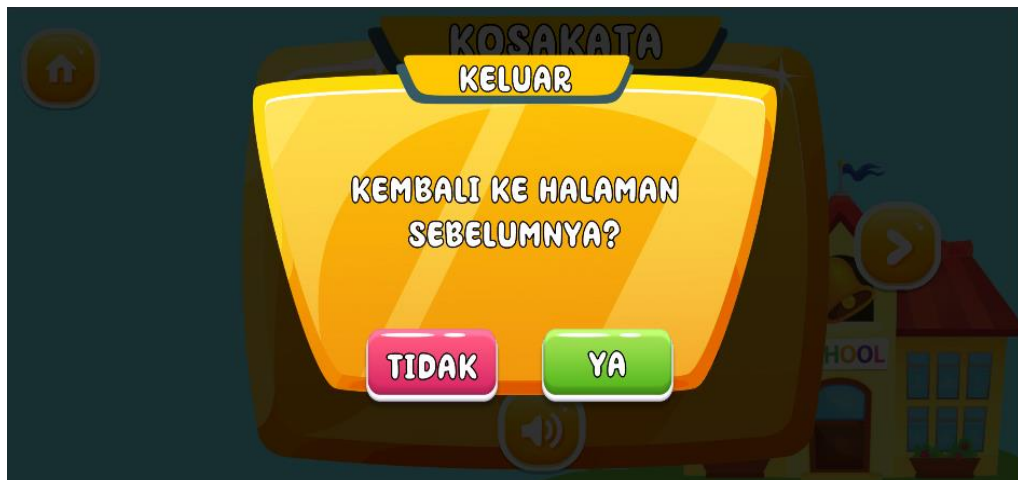 KOSAKATA
KELUAR
KEMBALI KE HALAMAN
SEBELUMNYA?
TIDAK
YA
HOOL